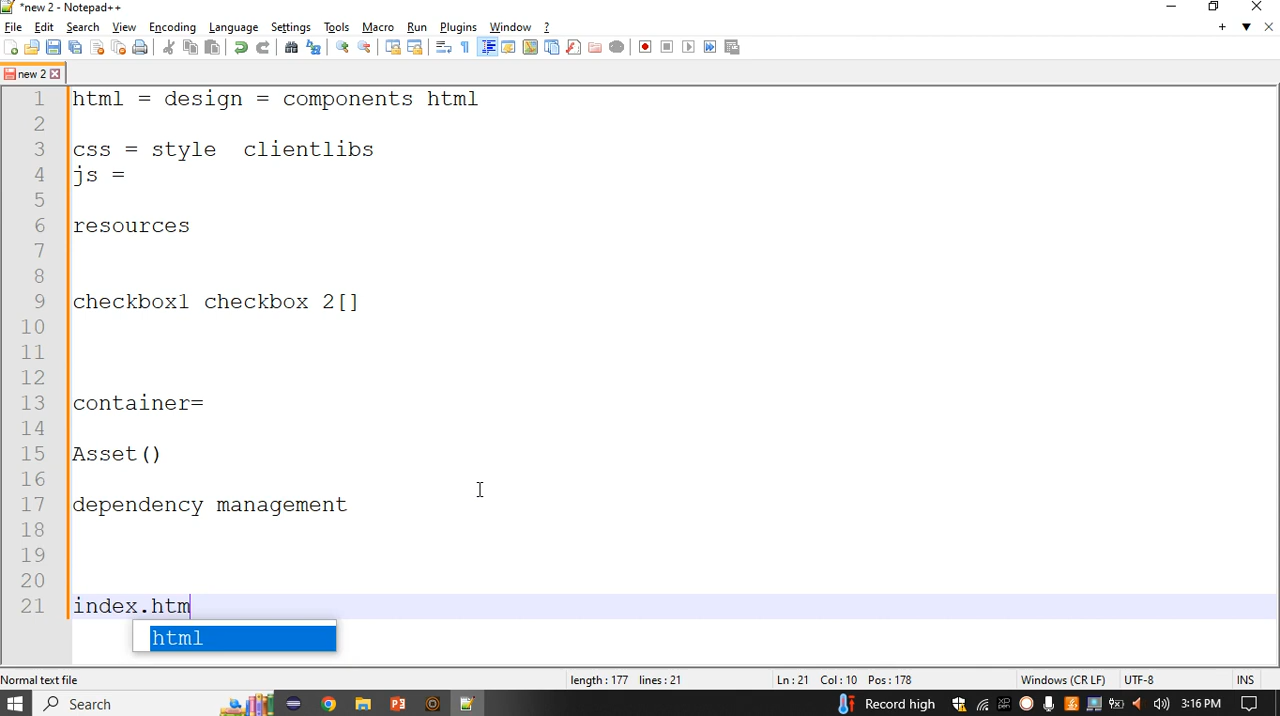 *new 2 - Notepad++
File Edit Search View Encoding Language Settings Tools Macro Run Plugins Window ?
new 2
1 html = design = components html
2
3 css = style  clientlibs
4 js =
5
6 resources
7
8
9 checkbox1 checkbox 2[]
10
11
12
13 container=
14
15 Asset()
16
17 dependency management
18
19
20
21 index.htm
html
Normal text file length : 177 lines : 21 Ln : 21 Col : 10 Pos : 178 Windows (CR LF) UTF-8 INS
Search Record high 3:16 PM